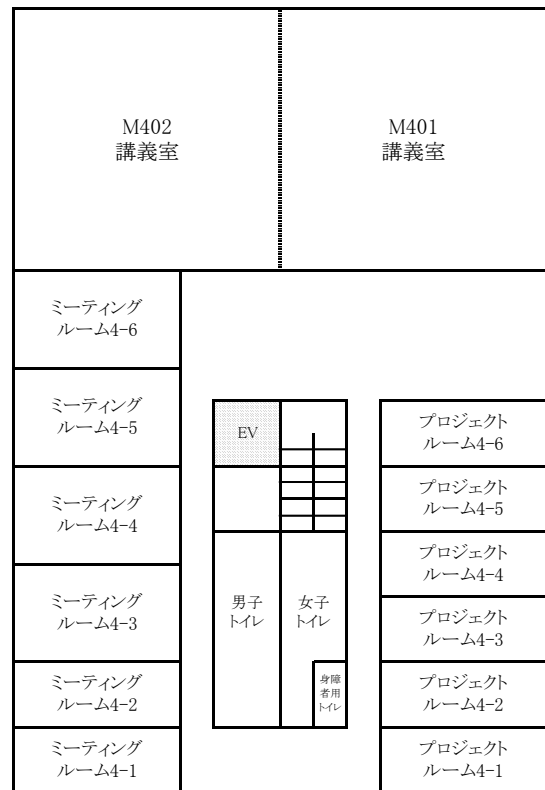 M402
講義室
M401
講義室
ミーティング
ルーム4-6
ミーティング
ルーム4-5
ミーティング
ルーム4-4
ミーティング
ルーム4-3
ミーティング
ルーム4-2
ミーティング
ルーム4-1
EV
男子
トイレ
女子
トイレ
身障
者用
トイレ
プロジェクト
ルーム4-6
プロジェクト
ルーム4-5
プロジェクト
ルーム4-4
プロジェクト
ルーム4-3
プロジェクト
ルーム4-2
プロジェクト
ルーム4-1